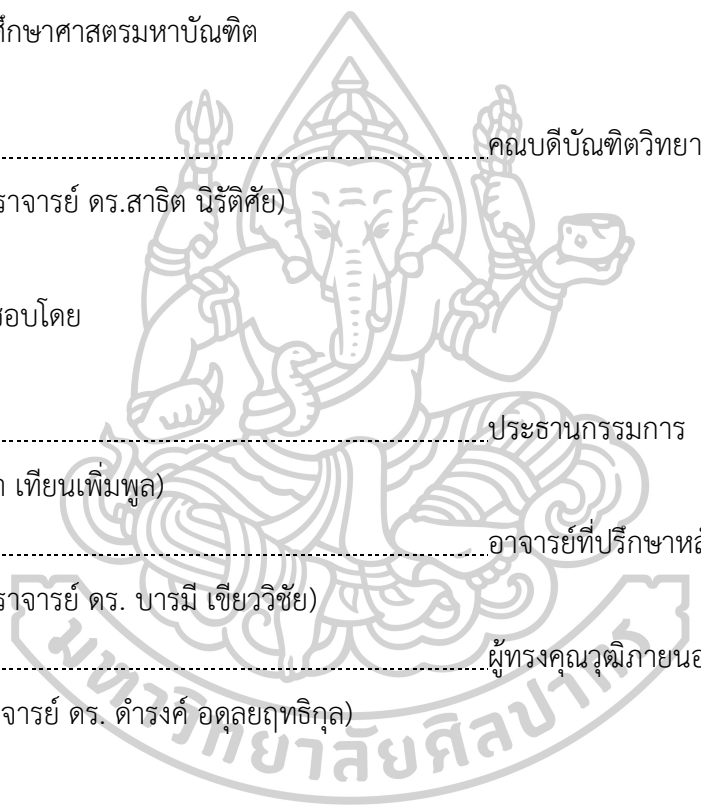 ศึกษาศาสตรมหาบัณฑิต
คณบดีบัณฑิตวิทยา
ราจารย์ ดร.สาธิต นิรัติศัย)
สอบโดย
ประธานกรรมการ
เทียนเพิ่มพูล)
อาจารย์ที่ปรึกษาหลั
ราจารย์ ดร. บารมี เขียววิชัย)
ผู้ทรงคุณวุฒิภายนอ
จารย์ ดร. ดำรงค์ อดุลยฤทธิกุล)
มหาวิทยาลัยศิลปากร